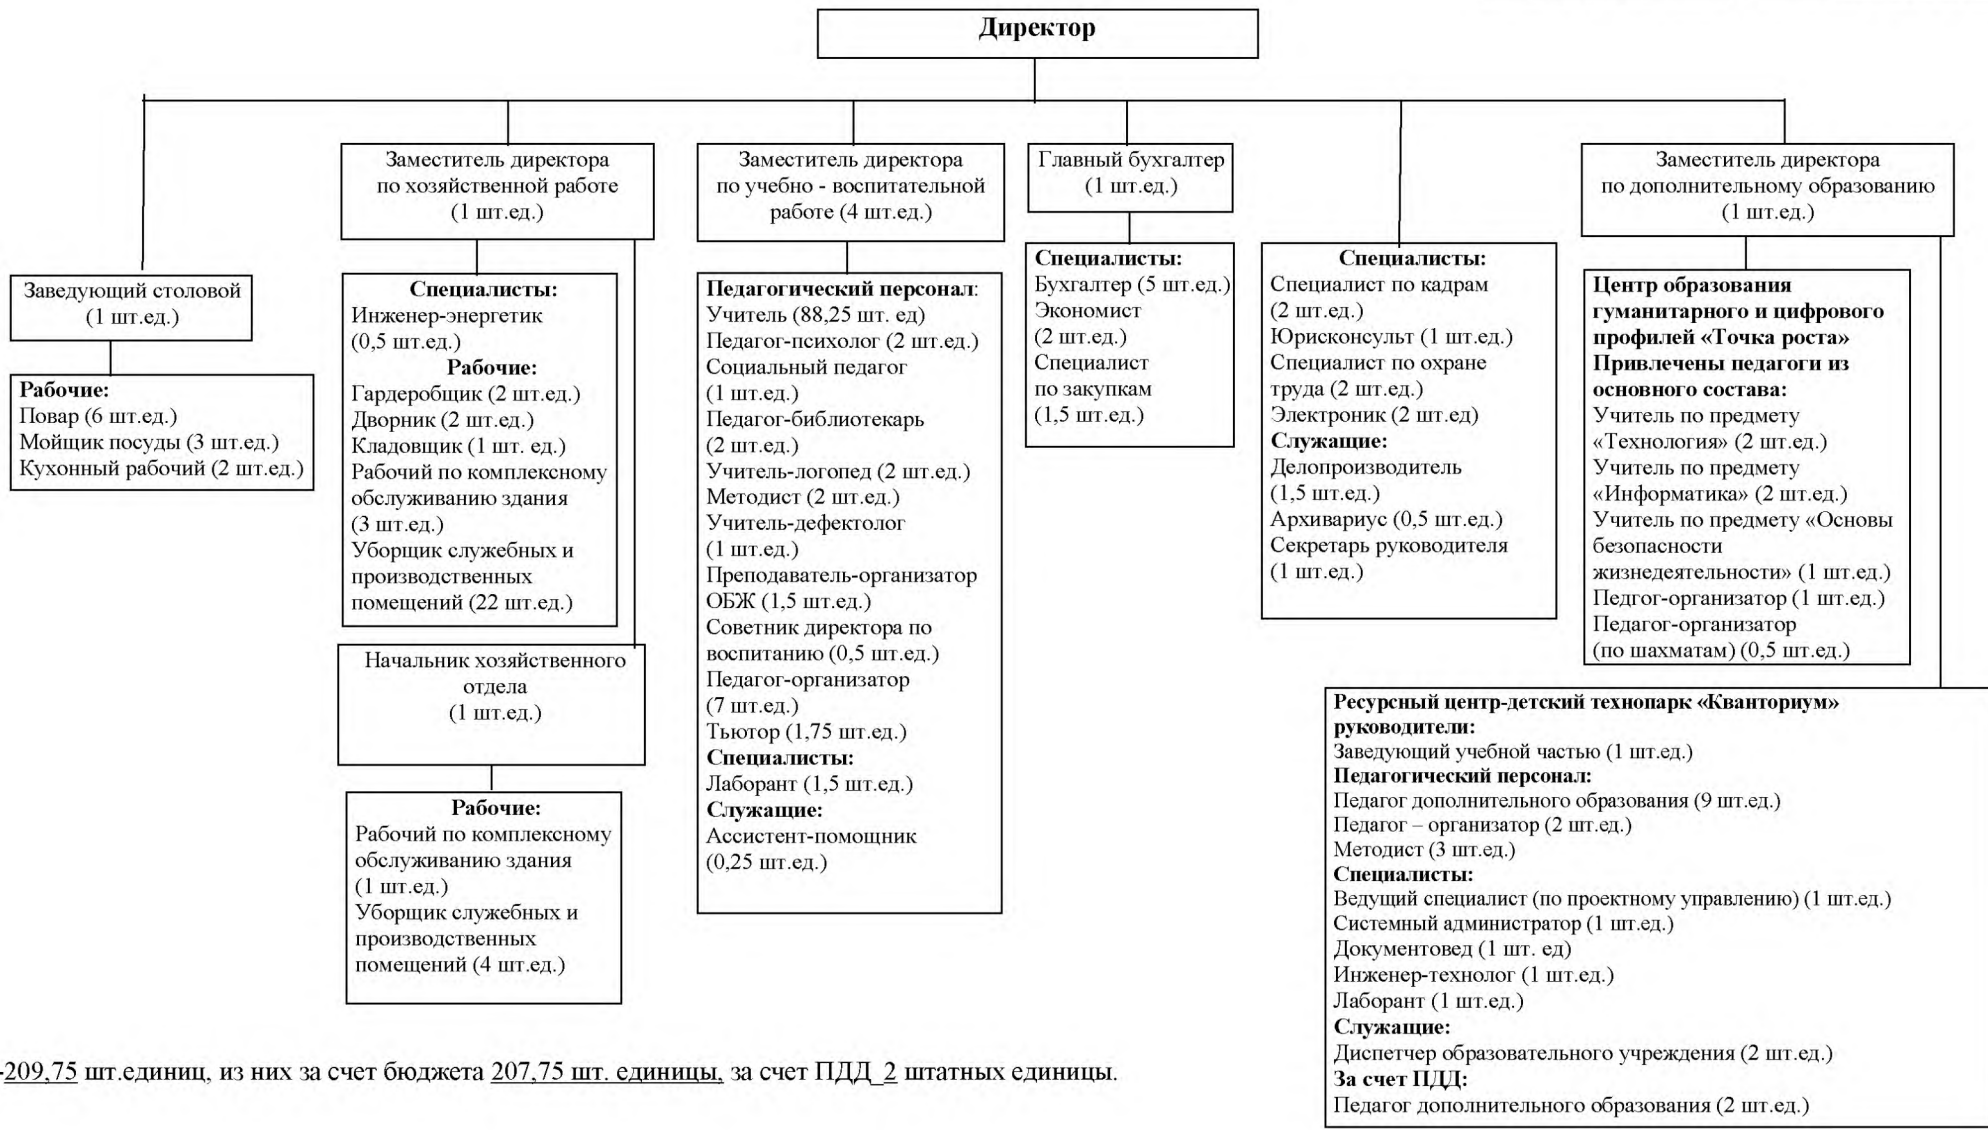 Директор
Заведующий столовой
(1 шт.ед.)
Рабочие:
Повар (6 шт.ед.)
Мойщик посуды (3 шт.ед.)
Кухонный рабочий (2 шт.ед.)
Заместитель директора
по хозяйственной работе
(1 шт.ед.)
Специалисты:
Инженер-энергетик
(0,5 шт.ед.)
Рабочие:
Гардеробщик (2 шт.ед.)
Дворник (2 шт.ед.)
Кладовщик (1 шт. ед.)
Рабочий по комплексному
обслуживанию здания
(3 шт.ед.)
Уборщик служебных и
производственных
помещений (22 шт.ед.)
Начальник хозяйственного
отдела
(1 шт.ед.)
Рабочие:
Рабочий по комплексному
обслуживанию здания
(1 шт.ед.)
Уборщик служебных и
производственных
помещений (4 шт.ед.)
Заместитель директора
по учебно - воспитательной
работе (4 шт.ед.)
Педагогический персонал:
Учитель (88,25 шт. ед)
Педагог-психолог (2 шт.ед.)
Социальный педагог
(1 шт.ед.)
Педагог-библиотекарь
(2 шт.ед.)
Учитель-логопед (2 шт.ед.)
Методист (2 шт.ед.)
Учитель-дефектолог
(1 шт.ед.)
Преподаватель-организатор
ОБЖ (1,5 шт.ед.)
Советник директора по
воспитанию (0,5 шт.ед.)
Педагог-организатор
(7 шт.ед.)
Тьютор (1,75 шт.ед.)
Специалисты:
Лаборант (1,5 шт.ед.)
Служащие:
Ассистент-помощник
(0,25 шт.ед.)
Главный бухгалтер
(1 шт.ед.)
Специалисты:
Бухгалтер (5 шт.ед.)
Экономист
(2 шт.ед.)
Специалист
по закупкам
(1,5 шт.ед.)
Специалисты:
Специалист по кадрам
(2 шт.ед.)
Юрисконсульт (1 шт.ед.)
Специалист по охране
труда (2 шт.ед.)
Электроник (2 шт.ед)
Служащие:
Делопроизводитель
(1,5 шт.ед.)
Архивариус (0,5 шт.ед.)
Секретарь руководителя
(1 шт.ед.)
Заместитель директора
по дополнительному образованию
(1 шт.ед.)
Центр образования
гуманитарного и цифрового
профилей «Точка роста»
Привлечены педагоги из
основного состава:
Учитель по предмету
«Технология» (2 шт.ед.)
Учитель по предмету
«Информатика» (2 шт.ед.)
Учитель по предмету «Основы
безопасности
жизнедеятельности» (1 шт.ед.)
Педгог-организатор (1 шт.ед.)
Педагог-организатор
(по шахматам) (0,5 шт.ед.)
Ресурсный центр-детский технопарк «Кванториум»
руководители:
Заведующий учебной частью (1 шт.ед.)
Педагогический персонал:
Педагог дополнительного образования (9 шт.ед.)
Педагог – организатор (2 шт.ед.)
Методист (3 шт.ед.)
Специалисты:
Ведущий специалист (по проектному управлению) (1 шт.ед.)
Системный администратор (1 шт.ед.)
Документовед (1 шт. ед)
Инженер-технолог (1 шт.ед.)
Лаборант (1 шт.ед.)
Служащие:
Диспетчер образовательного учреждения (2 шт.ед.)
За счет ПДД:
Педагог дополнительного образования (2 шт.ед.)
-209,75 шт.единиц, из них за счет бюджета 207,75 шт. единицы, за счет ПДД_2 штатных единицы.